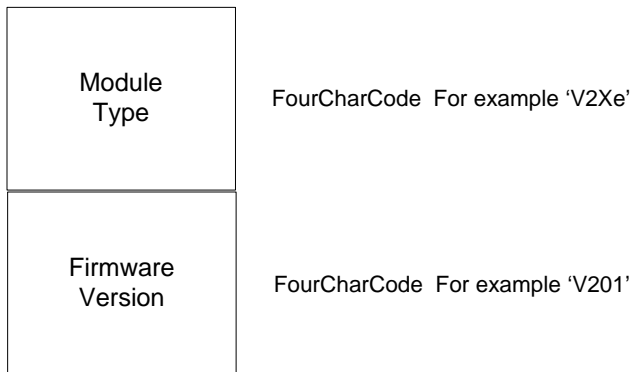 Module
Type
FourCharCode For example ‘V2Xe’
Firmware
Version
FourCharCode For example ‘V201’